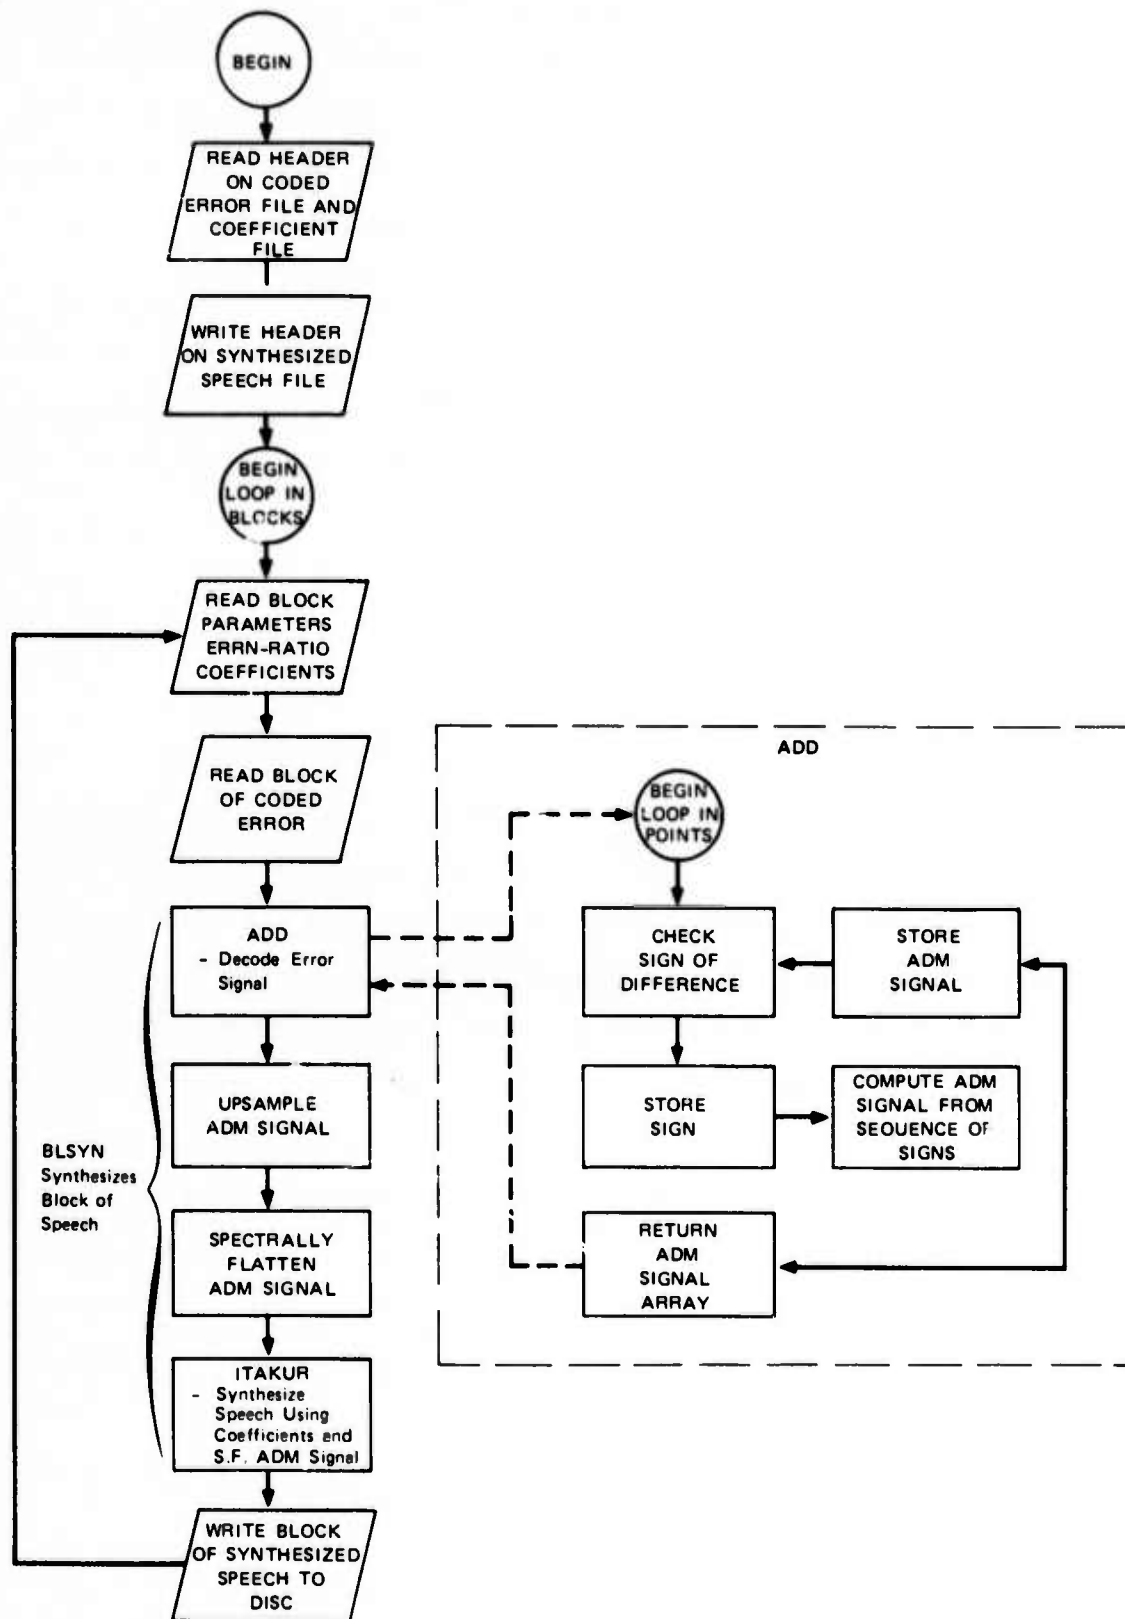 BEGIN
READ HEADER
ON CODED
ERROR FILE AND
COEFFICIENT
FILE
WRITE HEADER
ON SYNTHESIZED
SPEECH FILE
BEGIN
LOOP IN
BLOCKS
READ BLOCK
PARAMETERS
ERRN-RATIO
COEFFICIENTS
READ BLOCK
OF CODED
ERROR
ADD
- Decode Error
Signal
UPSAMPLE
ADM SIGNAL
BLSYN
Synthesizes
Block of
Speech
SPECTRALLY
FLATTEN
ADM SIGNAL
ITAKUR
- Synthesize
Speech Using
Coefficients and
S.F. ADM Signal
WRITE BLOCK
OF SYNTHESIZED
SPEECH TO
DISC
ADD
BEGIN
LOOP IN
POINTS
CHECK
SIGN OF
DIFFERENCE
STORE
ADM
SIGNAL
STORE
SIGN
COMPUTE ADM
SIGNAL FROM
SEQUENCE OF
SIGNS
RETURN
ADM
SIGNAL
ARRAY